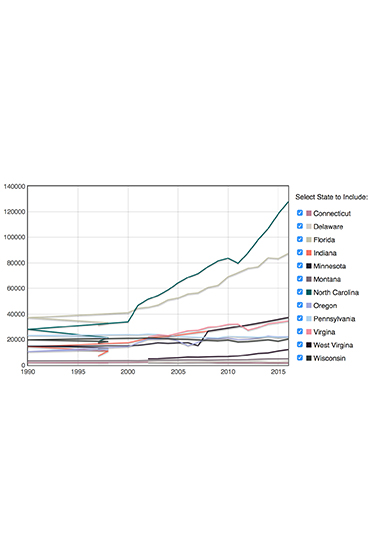 140000
120000
100000
80000
60000
40000
20000
0
1990
1995
2000
2005
2010
2015
Select State to Include:
Connecticut
Delaware
Florida
Indiana
Minnesota
Montana
North Carolina
Oregon
Pennsylvania
Virgina
West Virgina
Wisconsin